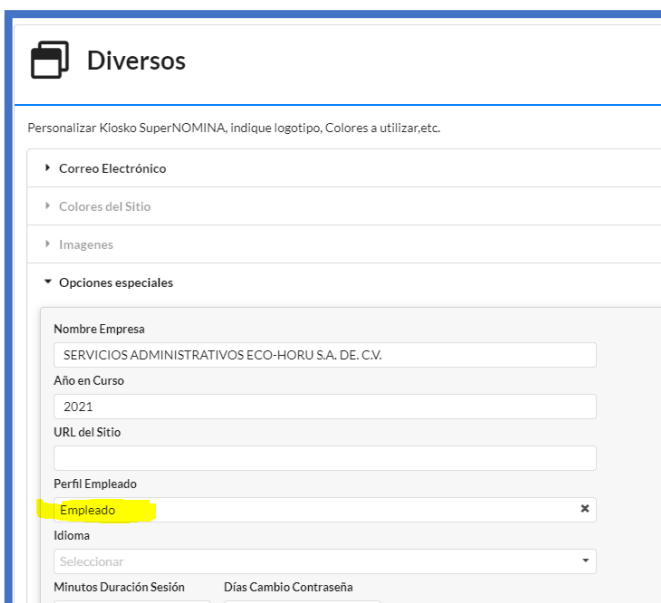 Diversos
Personalizar Kiosko SuperNOMINA, indique logotipo, Colores a utilizar,etc.
Correo Electrónico
Colores del Sitio
Imagenes
Opciones especiales
Nombre Empresa
SERVICIOS ADMINISTRATIVOS ECO-HORU S.A. DE. C.V.
Año en Curso
2021
URL del Sitio
Perfil Empleado
Empleado
Idioma
Seleccionar
Minutos Duración Sesión Días Cambio Contraseña